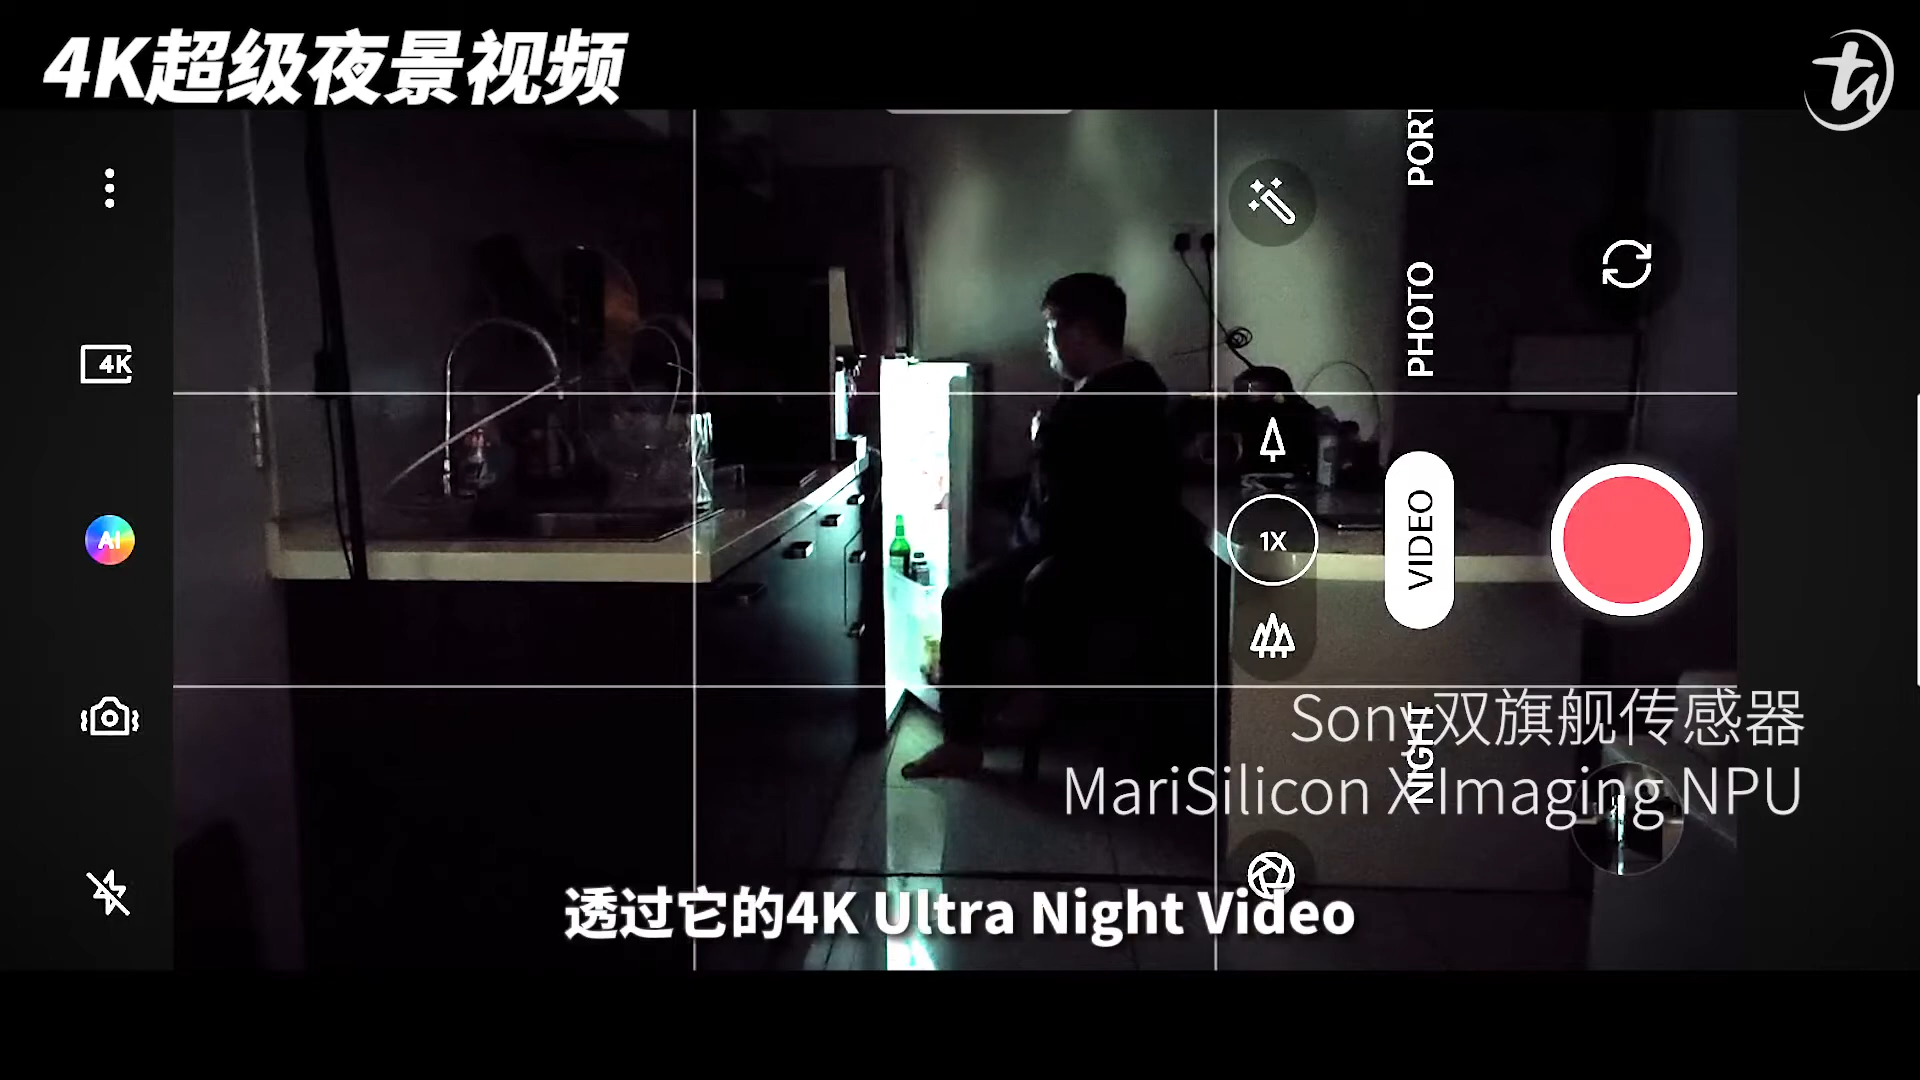 4K超级夜景视频
4K
AI
PORT
PHOTO
1X
VIDEO
NIGHT
Sony双旗舰传感器
MariSilicon X Imaging NPU
透过它的4K Ultra Night Video